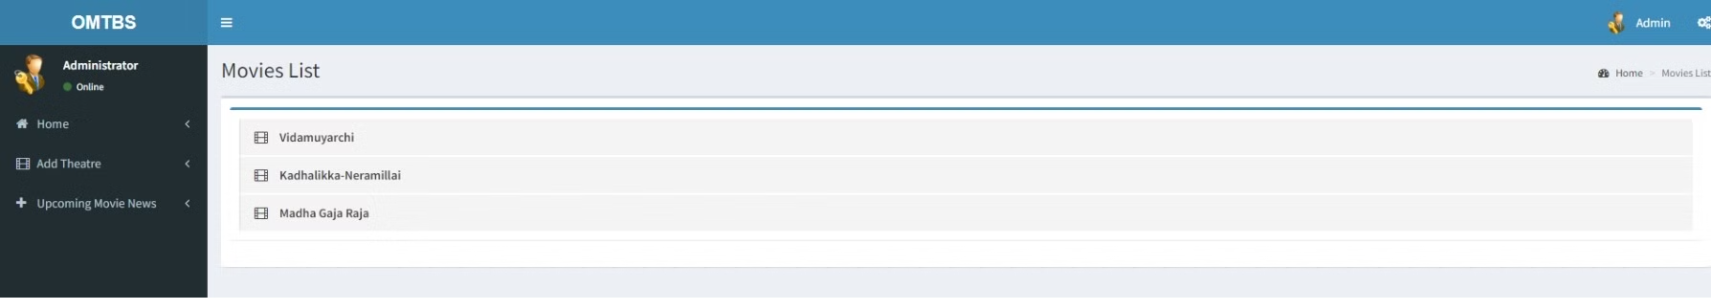 OMTBS
Admin
Administrator
Online
Home
Add Theatre
Upcoming Movie News
Movies List
Home > Movies List
Vidamuyarchi
Kadhalikka-Neramillai
Madha Gaja Raja